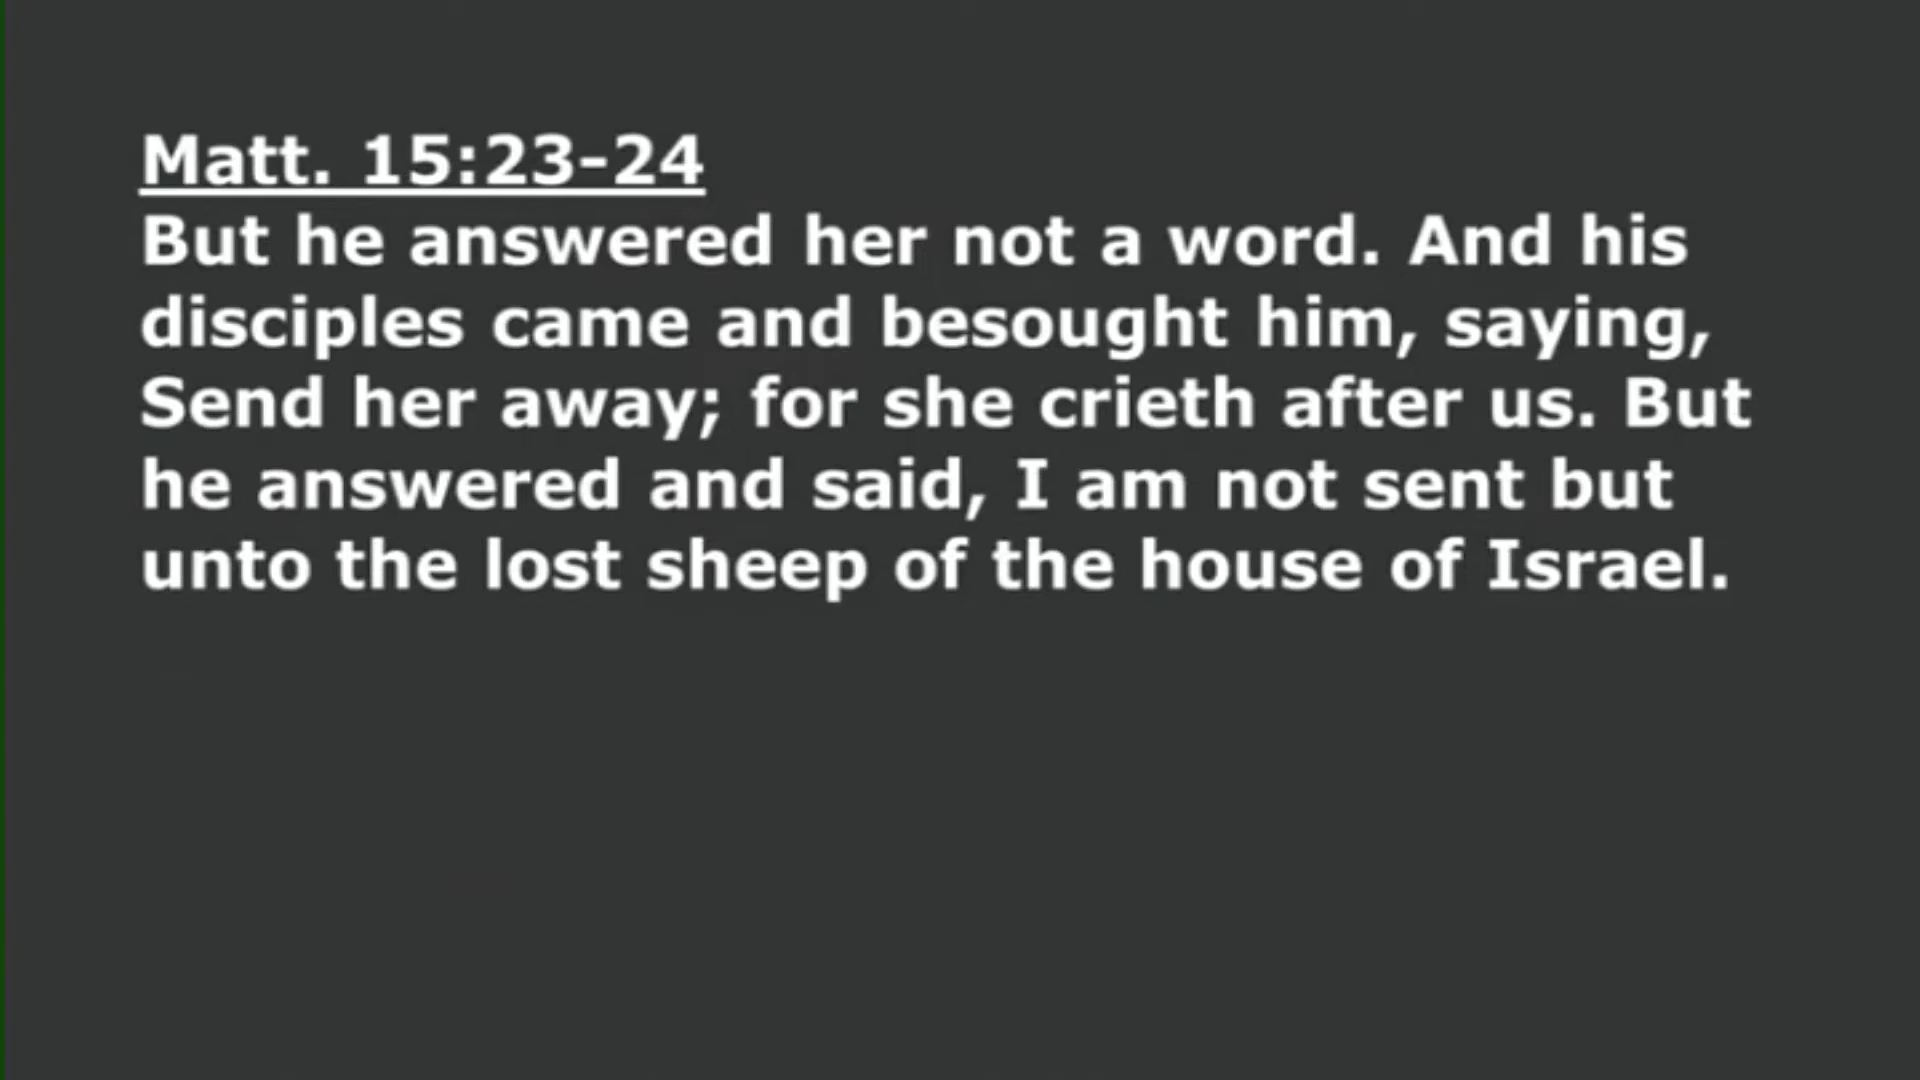 Matt. 15:23-24
But he answered her not a word. And his
disciples came and besought him, saying,
Send her away; for she crieth after us. But
he answered and said, I am not sent but
unto the lost sheep of the house of Israel.